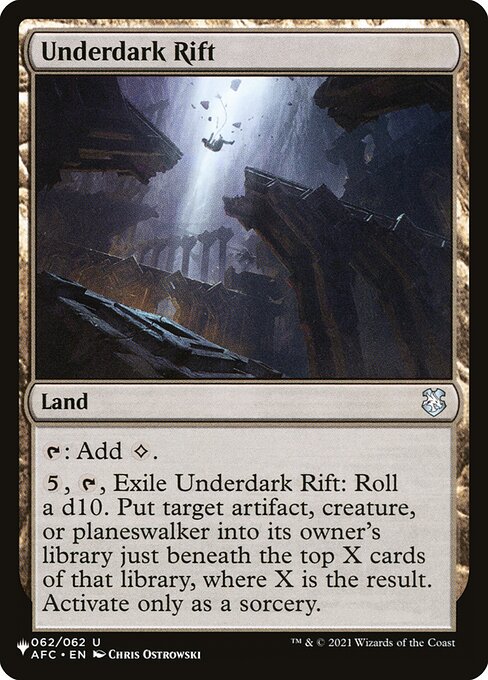 Underdark Rift
Land
: Add .
5, , Exile Underdark Rift: Roll
a d10. Put target artifact, creature,
or planeswalker into its owner's
library just beneath the top X cards
of that library, where X is the result.
Activate only as a sorcery.
062/062 U
AFC • EN Chris Ostrowski
™ & © 2021 Wizards of the Coast